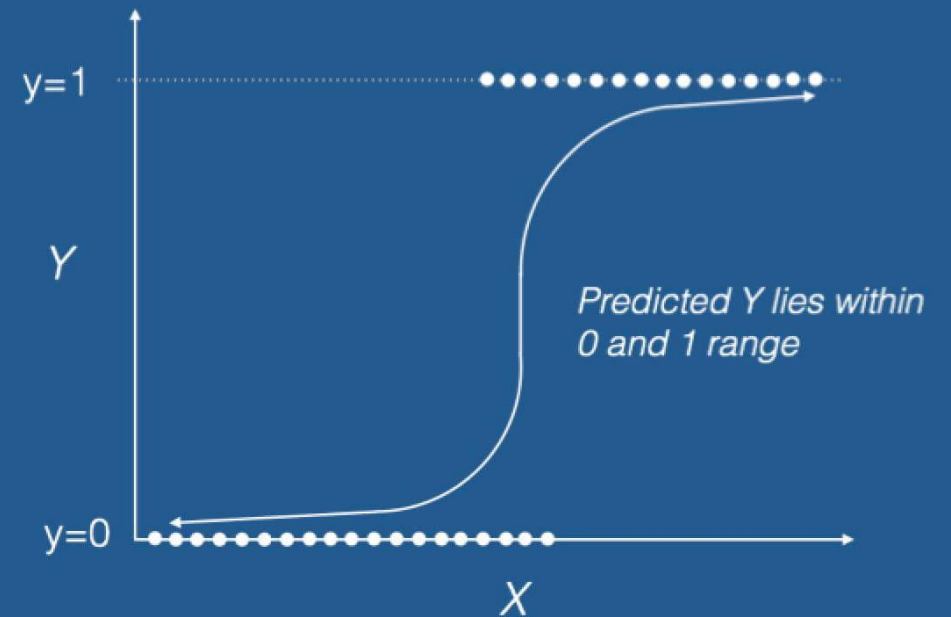 y=1
Y
Predicted Y lies within
0 and 1 range
y=0
X